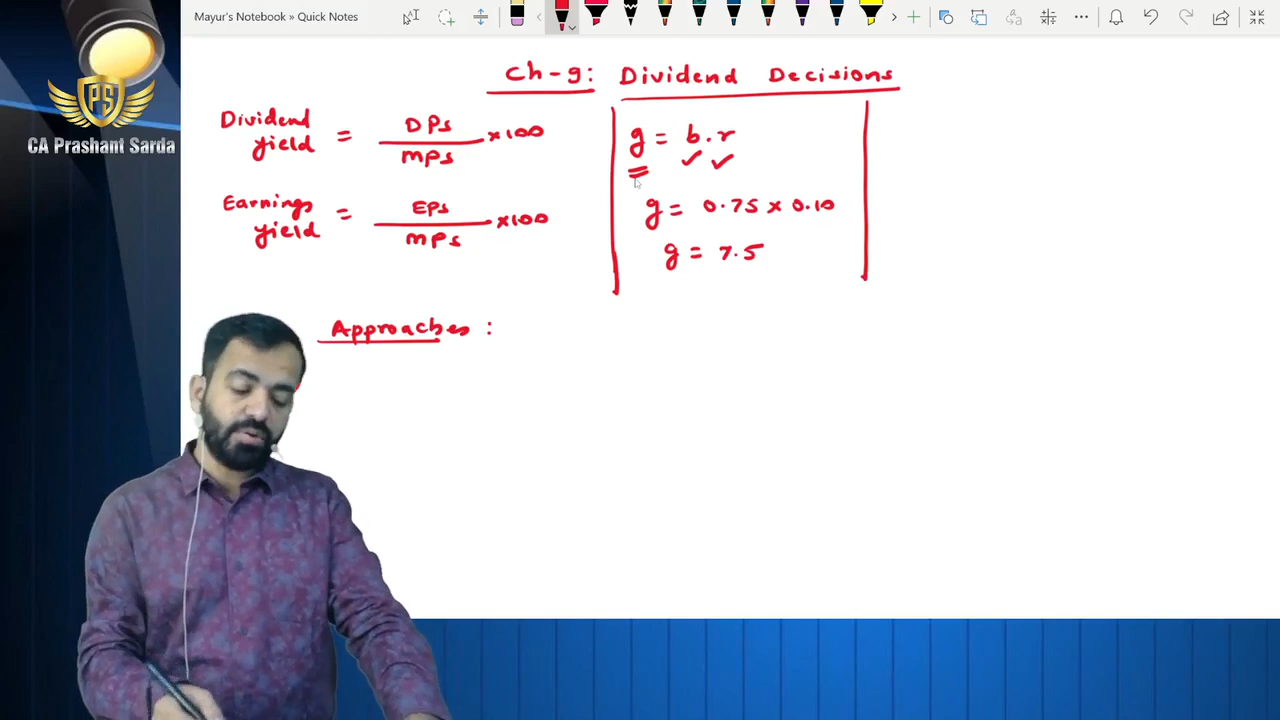 Mayur's Notebook » Quick Notes
PS
CA Prashant Sarda
Ch-9: Dividend Decisions
Dividend yield = DPS / MPS ×100
Earnings yield = EPS / MPS ×100
g = b.r
g = 0.75 × 0.10
g = 7.5
Approaches :